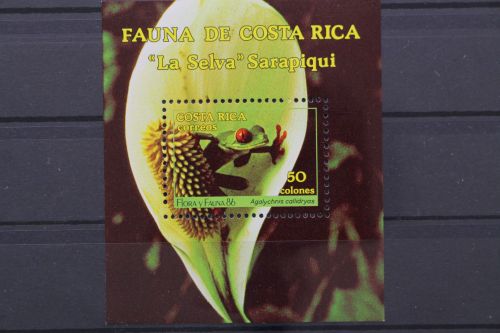 FAUNA DE COSTA RICA
"LA SELVA" SARAPIQUI
COSTA RICA
correos
50
colones
FLORA Y FAUNA 86
Agalychnis callidryas